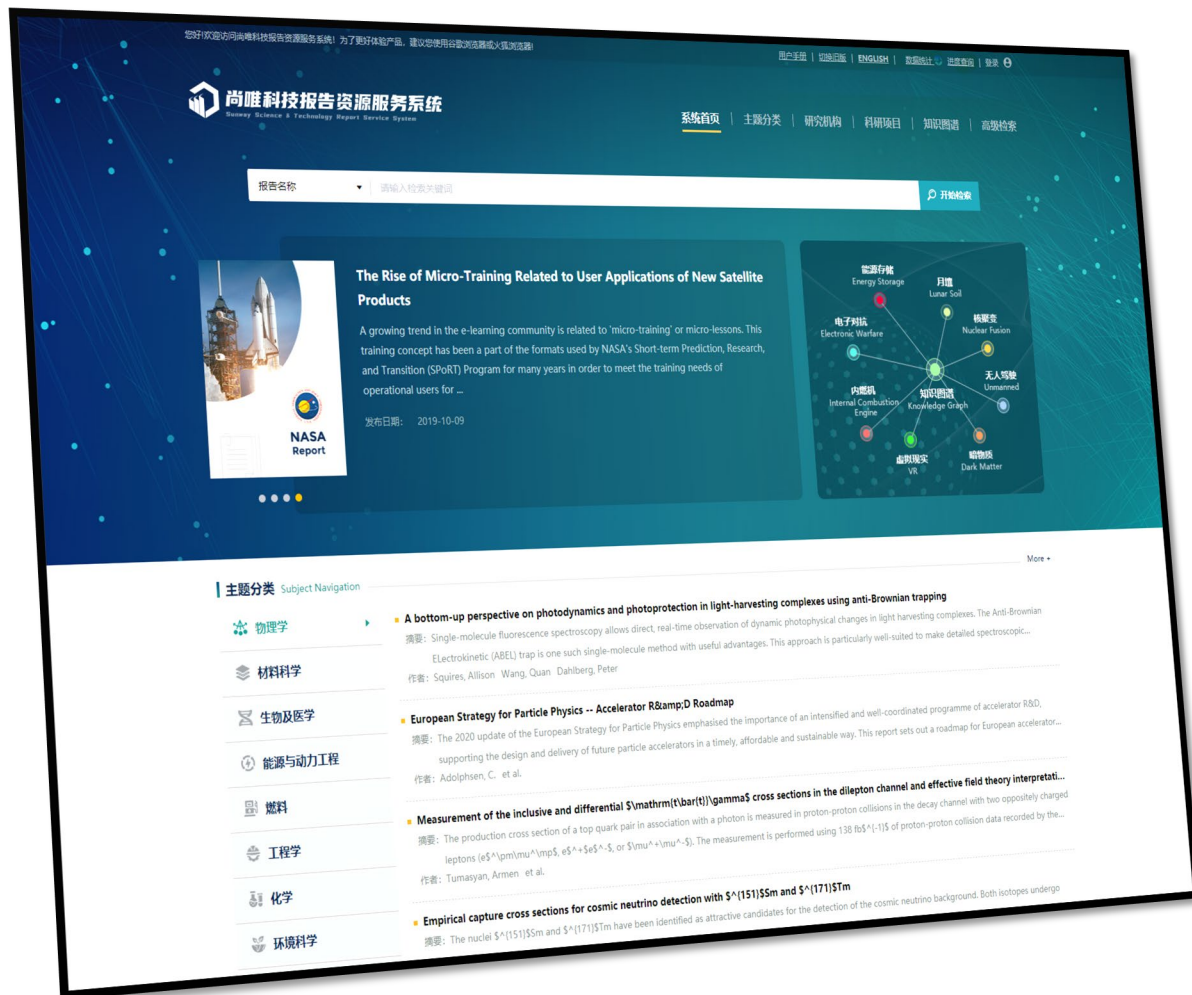 您好!欢迎访问尚唯科技报告资源服务系统! 为了更好体验产品, 建议您使用谷歌浏览器或火狐浏览器!
用户手册 | 切换旧版 | ENGLISH | 数据统计 进度查询 | 登录
尚唯科技报告资源服务系统
Sunway Science & Technology Report Service System
系统首页 | 主题分类 | 研究机构 | 科研项目 | 知识图谱 | 高级检索
报告名称 请输入检索关键词 开始检索
The Rise of Micro-Training Related to User Applications of New Satellite
Products
A growing trend in the e-learning community is related to 'micro-training' or micro-lessons. This
training concept has been a part of the formats used by NASA's Short-term Prediction, Research,
and Transition (SPoRT) Program for many years in order to meet the training needs of
operational users for ...
发布日期: 2019-10-09
NASA
Report
能源存储
Energy Storage
月壤
Lunar Soil
电子对抗
Electronic Warfare
核聚变
Nuclear Fusion
无人驾驶
Unmanned
内燃机
Internal Combustion
Engine
知识图谱
Knowledge Graph
虚拟现实
VR
暗物质
Dark Matter
主题分类 Subject Navigation
More +
物理学
材料科学
生物及医学
能源与动力工程
燃料
工程学
化学
环境科学
A bottom-up perspective on photodynamics and photoprotection in light-harvesting complexes using anti-Brownian trapping
摘要: Single-molecule fluorescence spectroscopy allows direct, real-time observation of dynamic photophysical changes in light harvesting complexes. The Anti-Brownian
ELectrokinetic (ABEL) trap is one such single-molecule method with useful advantages. This approach is particularly well-suited to make detailed spectroscopic...
作者: Squires, Allison Wang, Quan Dahlberg, Peter
European Strategy for Particle Physics -- Accelerator R&amp;D Roadmap
摘要: The 2020 update of the European Strategy for Particle Physics emphasised the importance of an intensified and well-coordinated programme of accelerator R&D,
supporting the design and delivery of future particle accelerators in a timely, affordable and sustainable way. This report sets out a roadmap for European accelerator...
作者: Adolphsen, C. et al.
Measurement of the inclusive and differential $\mathrm{t\bar{t}}\gamma$ cross sections in the dilepton channel and effective field theory interpretati...
摘要: The production cross section of a top quark pair in association with a photon is measured in proton-proton collisions in the decay channel with two oppositely charged
leptons (e$^\pm\mu^\mp$, e$^+$e$^-$, or $\mu^+\mu^-$). The measurement is performed using 138 fb$^{-1}$ of proton-proton collision data recorded by the...
作者: Tumasyan, Armen et al.
Empirical capture cross sections for cosmic neutrino detection with $^{151}$Sm and $^{171}$Tm
摘要: The nuclei $^{151}$Sm and $^{171}$Tm have been identified as attractive candidates for the detection of the cosmic neutrino background. Both isotopes undergo